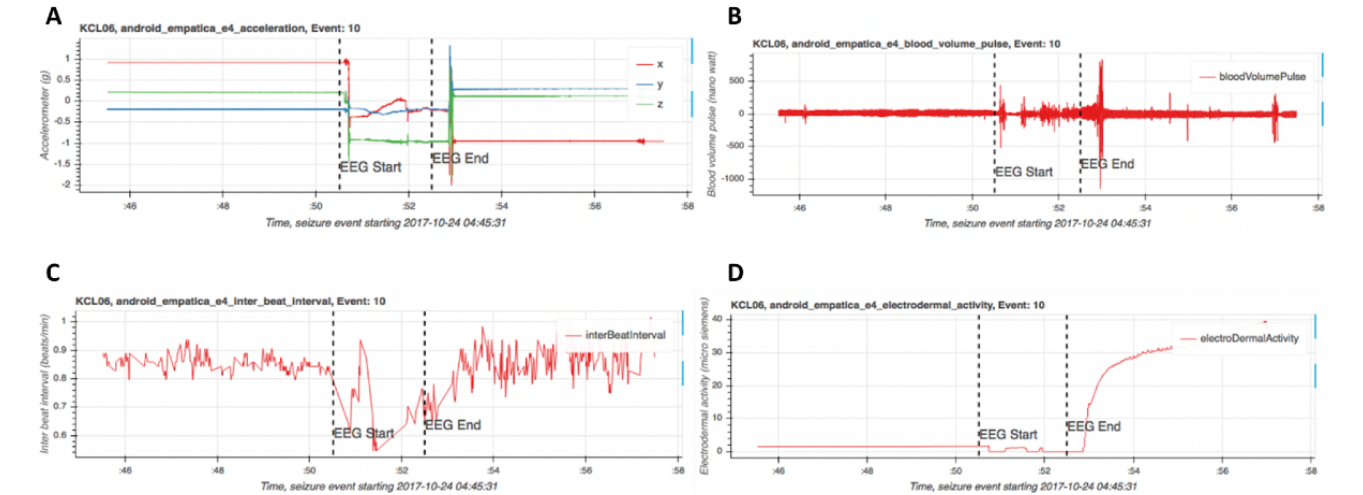 A
KCL06, android_empatica_e4_acceleration, Event: 10
Accelerometer (g)
1
0.5
0
-0.5
-1
-1.5
-2
x
y
z
EEG Start
EEG End
:46
:48
:50
:52
:54
:56
:58
Time, seizure event starting 2017-10-24 04:45:31
B
KCL06, android_empatica_e4_blood_volume_pulse, Event: 10
Blood volume pulse (nano watt)
500
0
-500
-1000
bloodVolumePulse
EEG Start
EEG End
:46
:48
:50
:52
:54
:56
:58
Time, seizure event starting 2017-10-24 04:45:31
C
KCL06, android_empatica_e4_inter_beat_interval, Event: 10
Inter beat interval (beats/min)
1
0.9
0.8
0.7
0.6
interBeatInterval
EEG Start
EEG End
:46
:48
:50
:52
:54
:56
:58
Time, seizure event starting 2017-10-24 04:45:31
D
KCL06, android_empatica_e4_electrodermal_activity, Event: 10
Electrodermal activity (micro siemens)
40
30
20
10
0
electroDermalActivity
EEG Start
EEG End
:46
:48
:50
:52
:54
:56
:58
Time, seizure event starting 2017-10-24 04:45:31